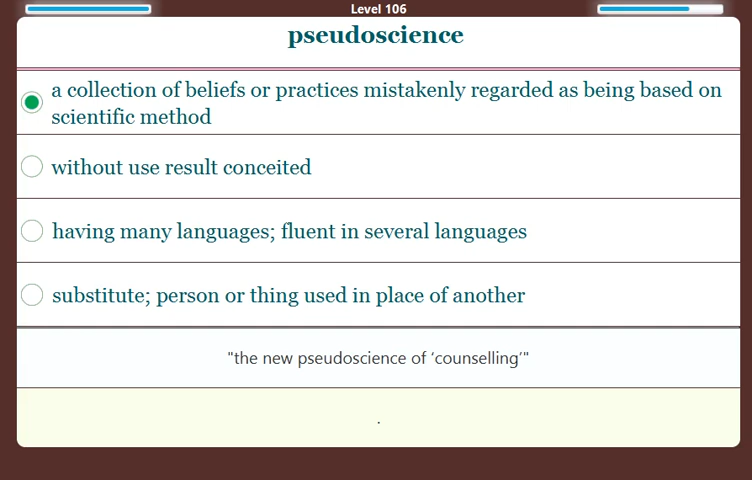 Level 106
pseudoscience
a collection of beliefs or practices mistakenly regarded as being based on
scientific method
without use result conceited
having many languages; fluent in several languages
substitute; person or thing used in place of another
"the new pseudoscience of ‘counselling’"
.